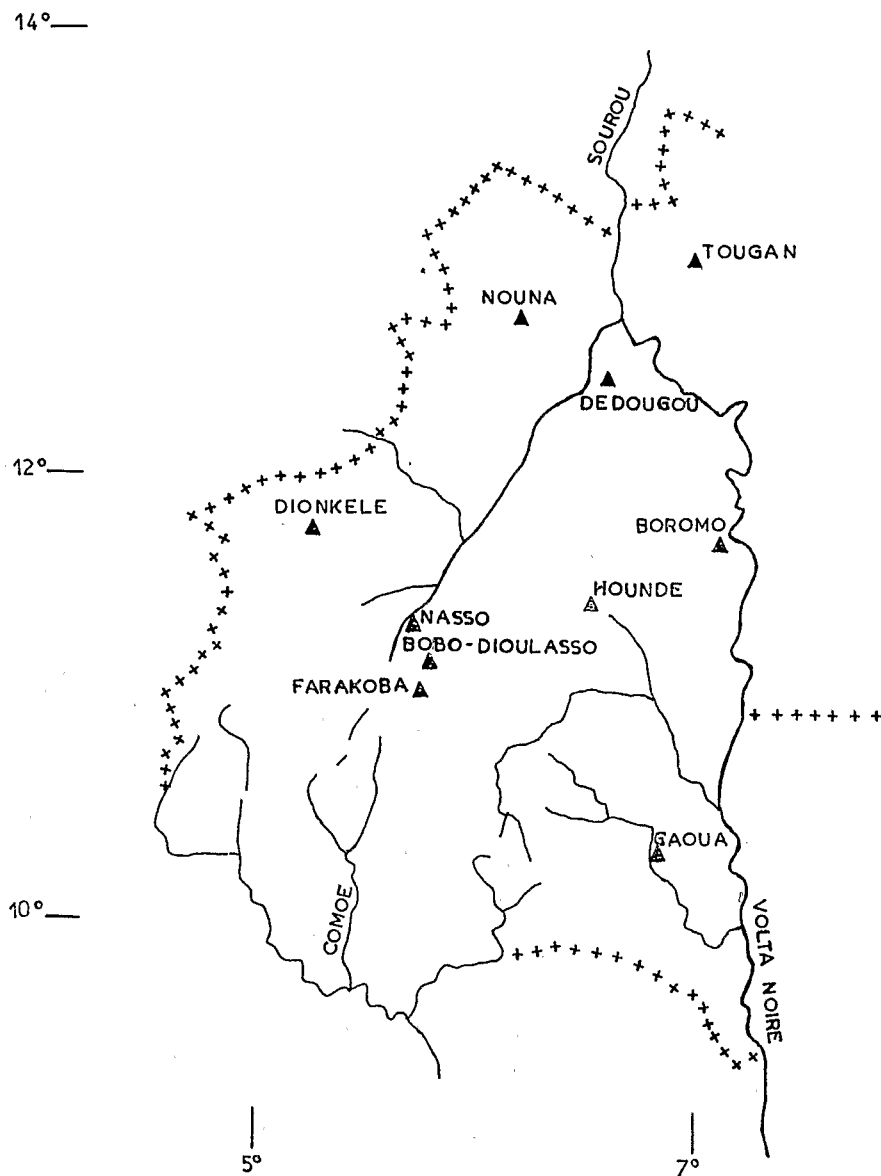 14°
SOUROU
TOUGAN
NOUNA
DEDOUGOU
12°
DIONKELE
BOROMO
HOUNDE
NASSO
BOBO-DIOULASSO
FARAKOBA
GAOUA
10°
COMOE
VOLTA NOIRE
5°
7°